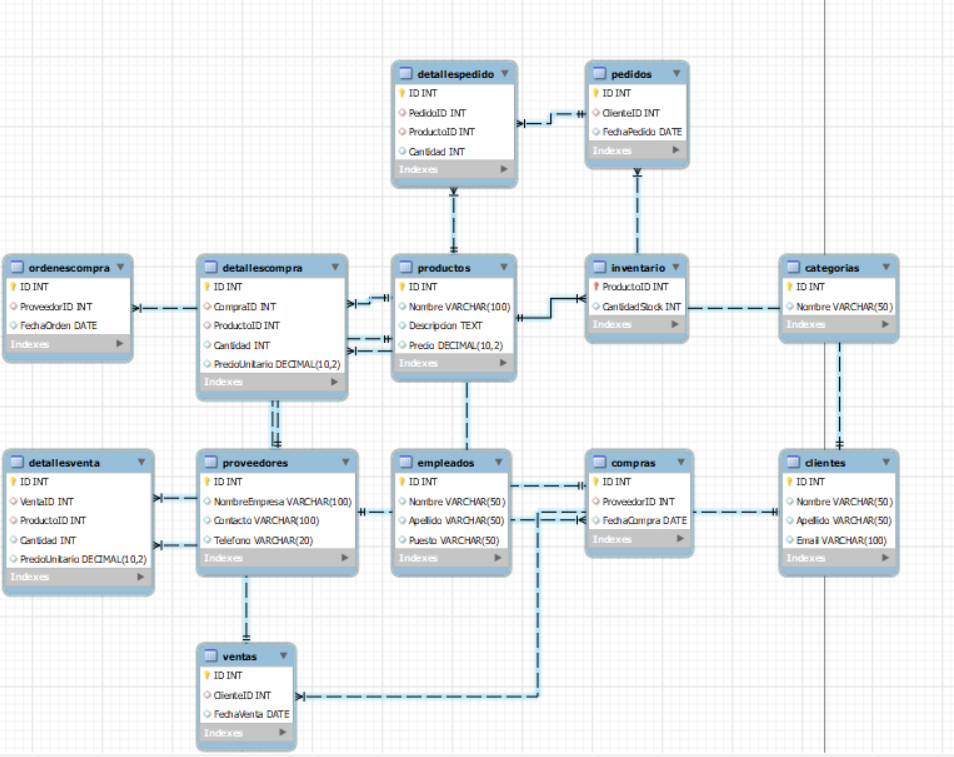 detallespedido
ID INT
PedidoID INT
ProductoID INT
Cantidad INT
Indexes
pedidos
ID INT
ClienteID INT
FechaPedido DATE
Indexes
ordenescompra
ID INT
ProveedorID INT
FechaOrden DATE
Indexes
detallescompra
ID INT
CompraID INT
ProductoID INT
Cantidad INT
PrecioUnitario DECIMAL(10,2)
Indexes
productos
ID INT
Nombre VARCHAR(100)
Descripcion TEXT
Precio DECIMAL(10,2)
Indexes
inventario
ProductoID INT
CantidadStock INT
Indexes
categorias
ID INT
Nombre VARCHAR(50)
Indexes
detallesventa
ID INT
VentaID INT
ProductoID INT
Cantidad INT
PrecioUnitario DECIMAL(10,2)
Indexes
proveedores
ID INT
NombreEmpresa VARCHAR(100)
Contacto VARCHAR(100)
Telefono VARCHAR(20)
Indexes
empleados
ID INT
Nombre VARCHAR(50)
Apellido VARCHAR(50)
Puesto VARCHAR(50)
Indexes
compras
ID INT
ProveedorID INT
FechaCompra DATE
Indexes
clientes
ID INT
Nombre VARCHAR(50)
Apellido VARCHAR(50)
Email VARCHAR(100)
Indexes
ventas
ID INT
ClienteID INT
FechaVenta DATE
Indexes